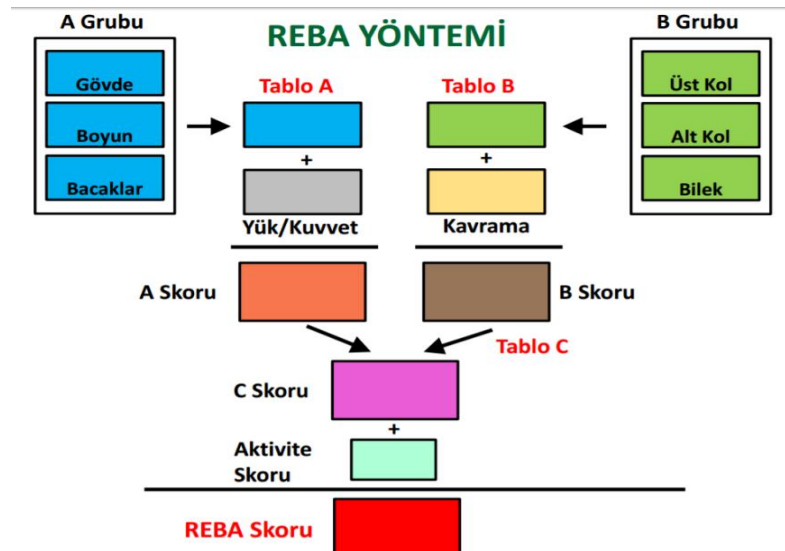 A Grubu
REBA YÖNTEMİ
B Grubu
Gövde
Boyun
Bacaklar
Tablo A
Tablo B
Üst Kol
Alt Kol
Bilek
+
+
Yük/Kuvvet
Kavrama
A Skoru
B Skoru
Tablo C
C Skoru
+
Aktivite
Skoru
REBA Skoru